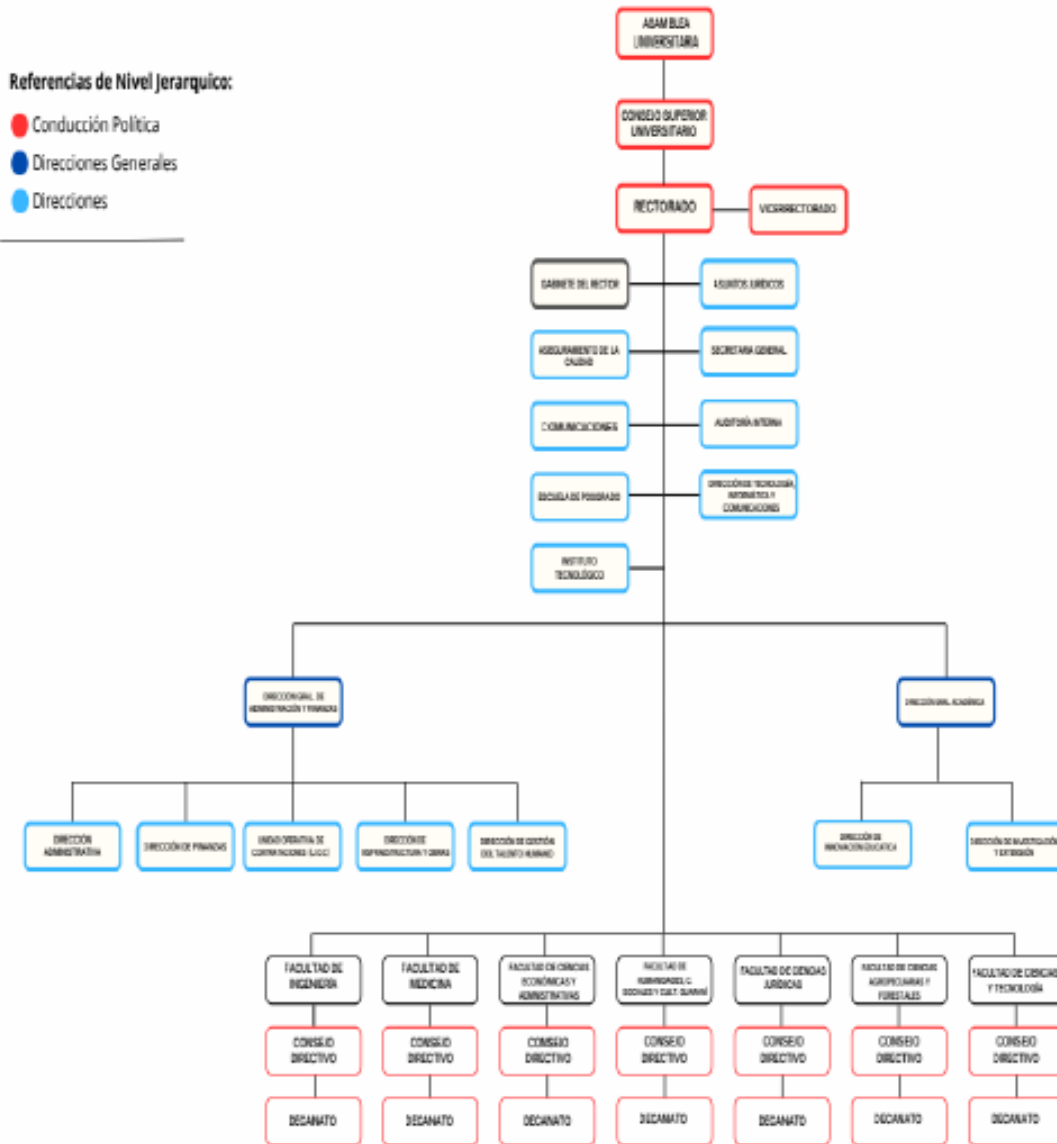 ASAMBLEA
UNIVERSITARIA
Referencias de Nivel Jerarquico:
Conducción Política
Direcciones Generales
Direcciones
CONSEJO SUPERIOR
UNIVERSITARIO
RECTORADO
VICERRECTORADO
GABINETE DEL RECTOR
ASUNTOS JURÍDICOS
ASEGURAMIENTO DE LA
CALIDAD
SECRETARIA GENERAL
COMUNICACIONES
AUDITORÍA INTERNA
ESCUELA DE POSGRADO
DIRECCIÓN DE TECNOLOGÍA,
INFORMÁTICA Y
COMUNICACIONES
INSTITUTO
TECNOLÓGICO
DIRECCIÓN GRAL. DE
ADMINISTRACIÓN Y FINANZAS
DIRECCIÓN GRAL. ACADÉMICA
DIRECCIÓN
ADMINISTRATIVA
DIRECCIÓN DE FINANZAS
UNIDAD OPERATIVA DE
CONTRATACIONES (U.O.C)
DIRECCIÓN DE
INFRAESTRUCTURA Y OBRAS
DIRECCIÓN DE GESTIÓN
DEL TALENTO HUMANO
DIRECCIÓN DE
INNOVACIÓN EDUCATICA
DIRECCIÓN DE INVESTIGACIÓN
Y EXTENSIÓN
FACULTAD DE
INGENIERÍA
FACULTAD DE
MEDICINA
FACULTAD DE CIENCIAS
ECONÓMICAS Y
ADMINISTRATIVAS
FACULTAD DE
HUMANIDADES, C.
SOCIALES Y CULT. GUARANÍ
FACULTAD DE CIENCIAS
JURÍDICAS
FACULTAD DE CIENCIAS
AGROPECUARIAS Y
FORESTALES
FACULTAD DE CIENCIAS
Y TECNOLOGÍA
CONSEJO
DIRECTIVO
CONSEJO
DIRECTIVO
CONSEJO
DIRECTIVO
CONSEJO
DIRECTIVO
CONSEJO
DIRECTIVO
CONSEJO
DIRECTIVO
CONSEJO
DIRECTIVO
DECANATO
DECANATO
DECANATO
DECANATO
DECANATO
DECANATO
DECANATO